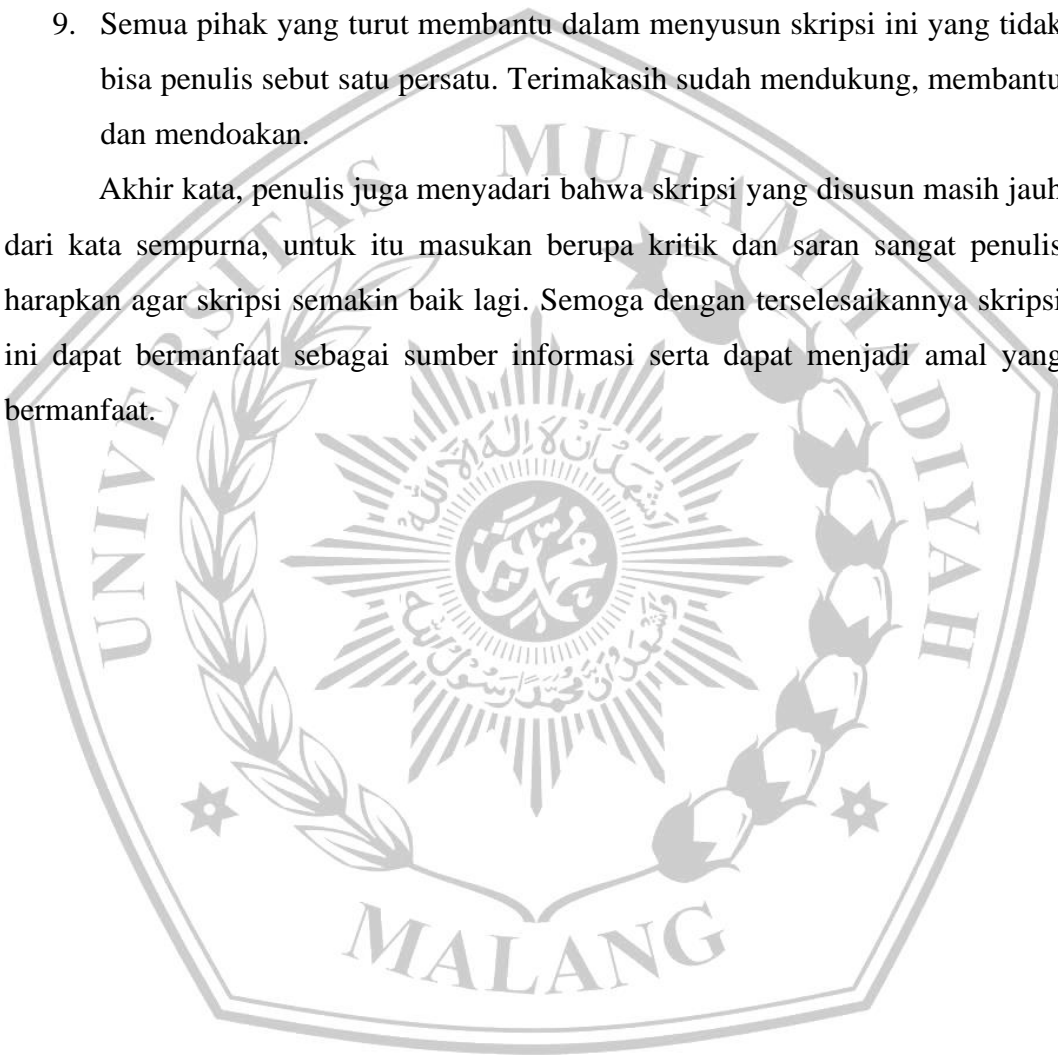 9. Semua pihak yang turut membantu dalam menyusun skripsi ini yang tidak
bisa penulis sebut satu persatu. Terimakasih sudah mendukung, membantu
dan mendoakan.
Akhir kata, penulis juga menyadari bahwa skripsi yang disusun masih jauh
dari kata sempurna, untuk itu masukan berupa kritik dan saran sangat penulis
harapkan agar skripsi semakin baik lagi. Semoga dengan terselesaikannya skripsi
ini dapat bermanfaat sebagai sumber informasi serta dapat menjadi amal yang
bermanfaat.
UNIVERSITAS MUHAMMADIYAH
MALANG